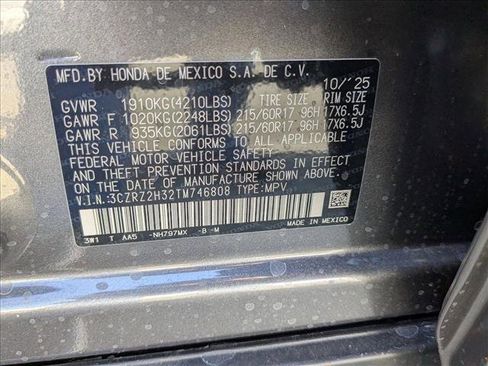 MFD.BY HONDA DE MEXICO S.A. DE C.V. 10/'25
GVWR 1910KG(4210LBS) TIRE SIZE RIM SIZE
GAWR F 1020KG(2248LBS) 215/60R17 96H 17X6.5J
GAWR R 935KG(2061LBS) 215/60R17 96H 17X6.5J
THIS VEHICLE CONFORMS TO ALL APPLICABLE
FEDERAL MOTOR VEHICLE SAFETY
THEFT PREVENTION STANDARDS IN EFFECT ON THE
DATE OF MANUFACTURE SHOWN ABOVE.
V.I.N.:3CZRZ2H32TM746808 TYPE:MPV
3W1 T AA5 -NH797MX -B -M MADE IN MEXICO